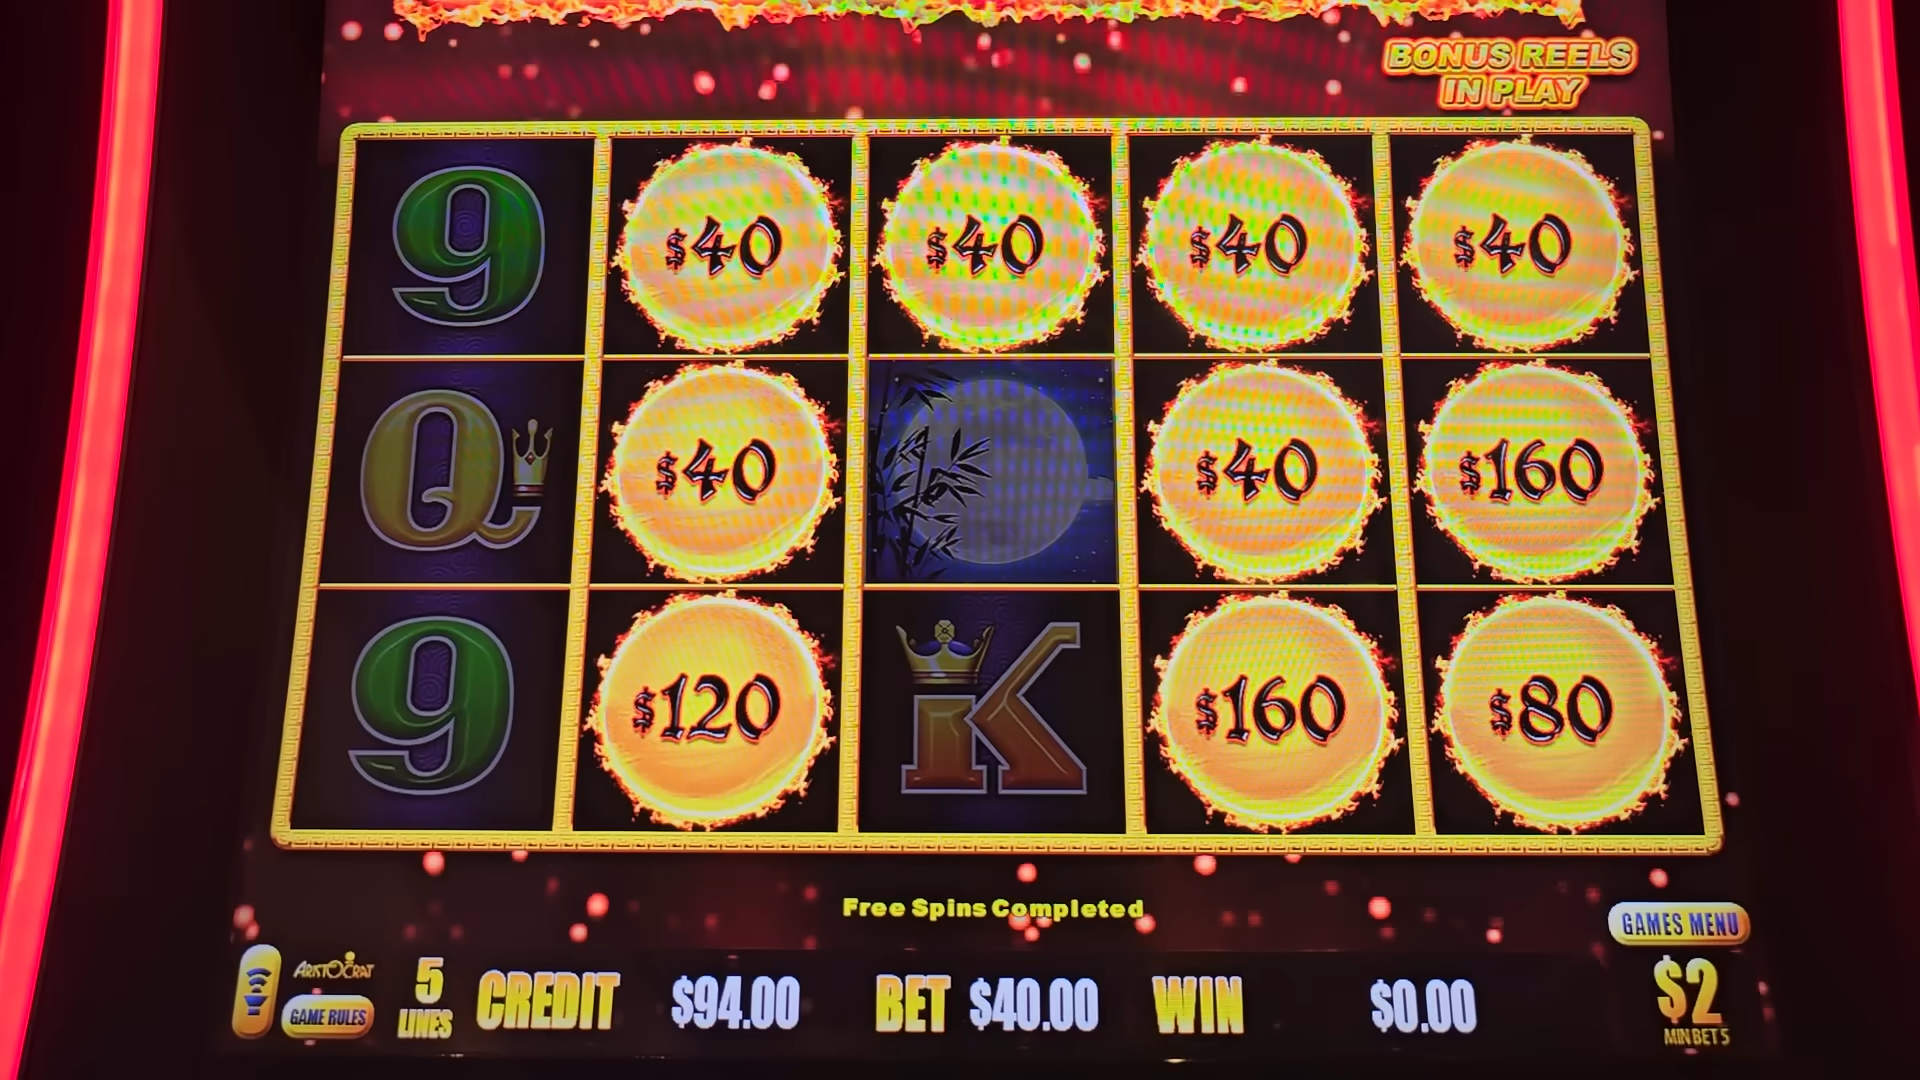 BONUS REELS
IN PLAY
9 $40 $40 $40 $40
Q $40 $40 $160
9 $120 K $160 $80
Free Spins Completed
GAMES MENU
ARISTOCRAT
GAME RULES
5
LINES
CREDIT $94.00 BET $40.00 WIN $0.00
$2
MIN BET 5